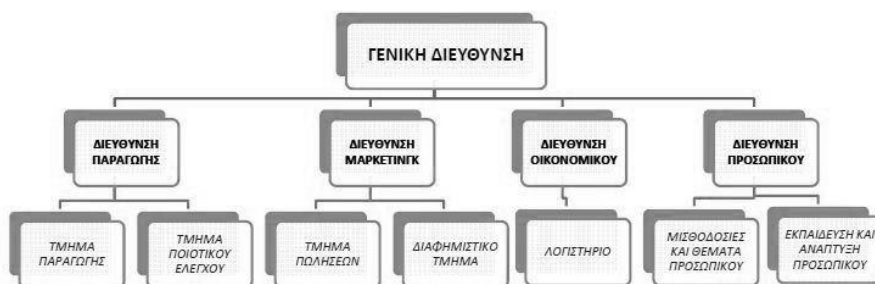 ΓΕΝΙΚΗ ΔΙΕΥΘΥΝΣΗ
ΔΙΕΥΘΥΝΣΗ
ΠΑΡΑΓΩΓΗΣ
ΔΙΕΥΘΥΝΣΗ
ΜΑΡΚΕΤΙΝΓΚ
ΔΙΕΥΘΥΝΣΗ
ΟΙΚΟΝΟΜΙΚΟΥ
ΔΙΕΥΘΥΝΣΗ
ΠΡΟΣΩΠΙΚΟΥ
ΤΜΗΜΑ
ΠΑΡΑΓΩΓΗΣ
ΤΜΗΜΑ
ΠΟΙΟΤΙΚΟΥ
ΕΛΕΓΧΟΥ
ΤΜΗΜΑ
ΠΩΛΗΣΕΩΝ
ΔΙΑΦΗΜΙΣΤΙΚΟ
ΤΜΗΜΑ
ΛΟΓΙΣΤΗΡΙΟ
ΜΙΣΘΟΔΟΣΙΕΣ
ΚΑΙ ΘΕΜΑΤΑ
ΠΡΟΣΩΠΙΚΟΥ
ΕΚΠΑΙΔΕΥΣΗ ΚΑΙ
ΑΝΑΠΤΥΞΗ
ΠΡΟΣΩΠΙΚΟΥ